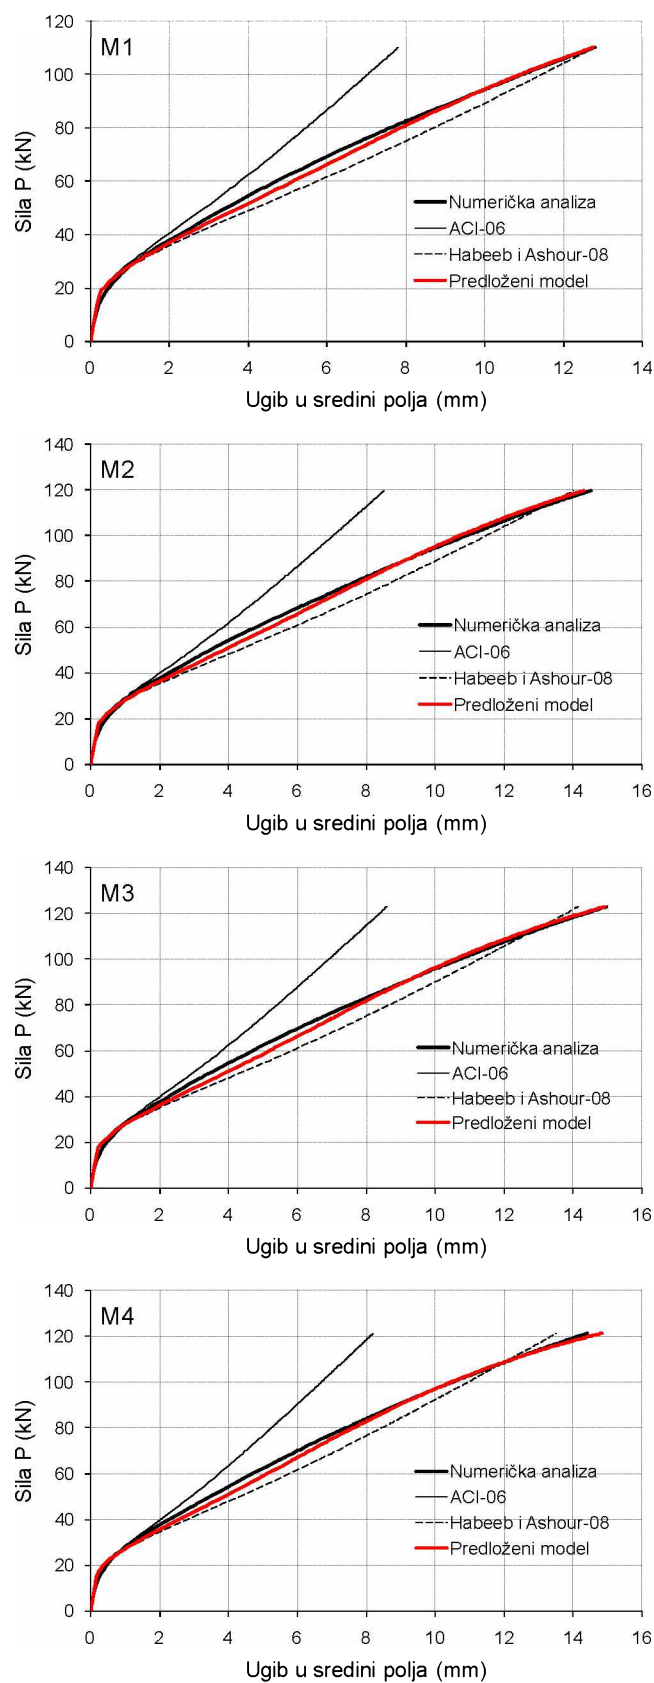 M1
120
100
80
60
40
20
0
Sila P (kN)
Numerička analiza
ACI-06
Habeeb i Ashour-08
Predloženi model
0 2 4 6 8 10 12 14
Ugib u sredini polja (mm)
M2
140
120
100
80
60
40
20
0
Sila P (kN)
Numerička analiza
ACI-06
Habeeb i Ashour-08
Predloženi model
0 2 4 6 8 10 12 14 16
Ugib u sredini polja (mm)
M3
140
120
100
80
60
40
20
0
Sila P (kN)
Numerička analiza
ACI-06
Habeeb i Ashour-08
Predloženi model
0 2 4 6 8 10 12 14 16
Ugib u sredini polja (mm)
M4
140
120
100
80
60
40
20
0
Sila P (kN)
Numerička analiza
ACI-06
Habeeb i Ashour-08
Predloženi model
0 2 4 6 8 10 12 14 16
Ugib u sredini polja (mm)